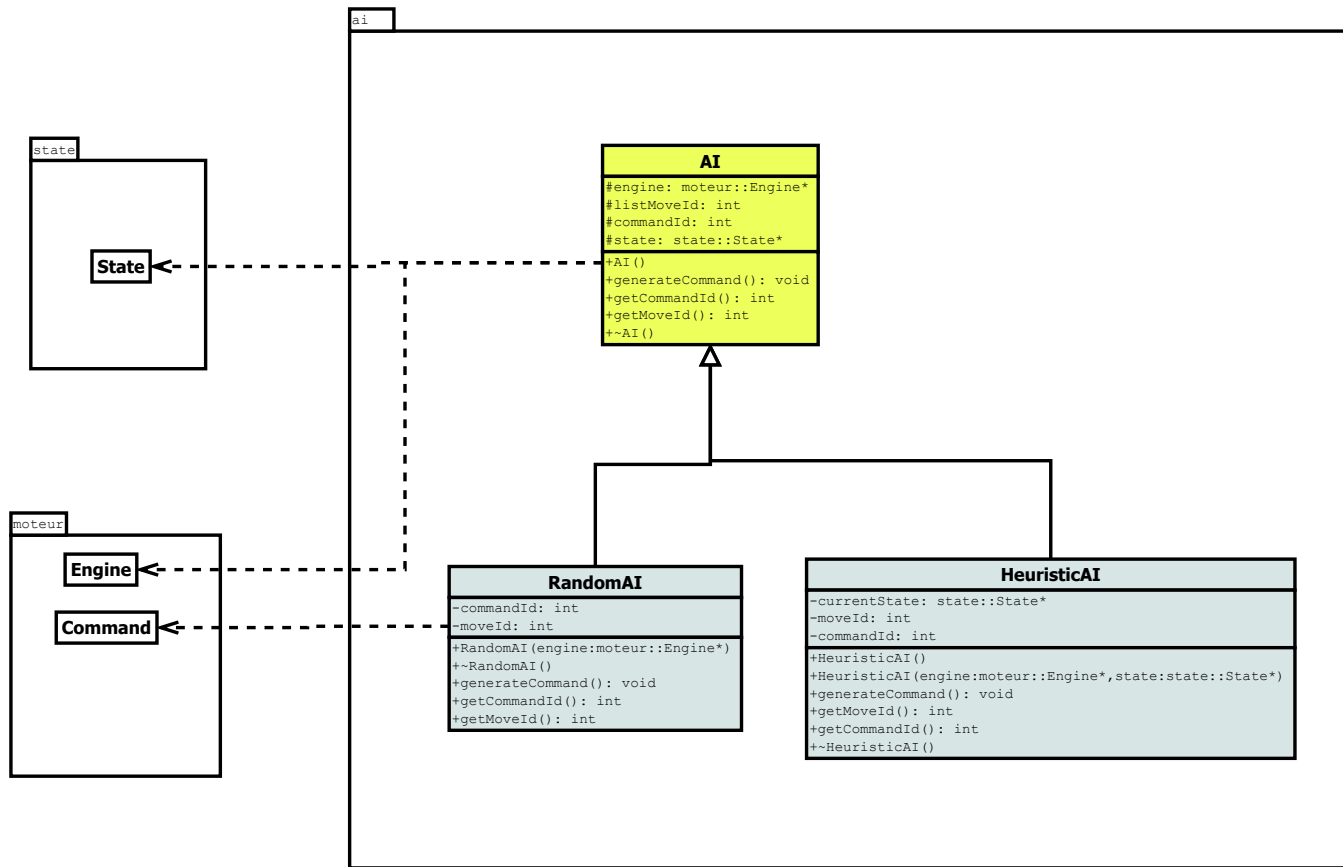 ai
state
State
AI
#engine: moteur::Engine*
#listMoveId: int
#commandId: int
#state: state::State*
+AI()
+generateCommand(): void
+getCommandId(): int
+getMoveId(): int
+~AI()
moteur
Engine
Command
RandomAI
-commandId: int
-moveId: int
+RandomAI(engine:moteur::Engine*)
+~RandomAI()
+generateCommand(): void
+getCommandId(): int
+getMoveId(): int
HeuristicAI
-currentState: state::State*
-moveId: int
-commandId: int
+HeuristicAI()
+HeuristicAI(engine:moteur::Engine*,state:state::State*)
+generateCommand(): void
+getMoveId(): int
+getCommandId(): int
+~HeuristicAI()